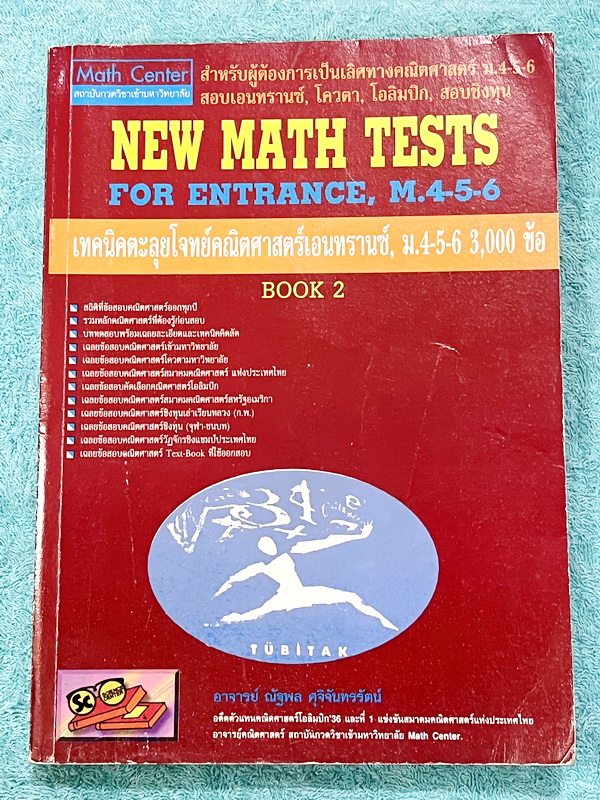 Math Center
สถาบันกวดวิชาเข้ามหาวิทยาลัย
สำหรับผู้ต้องการเป็นเลิศทางคณิตศาสตร์ ม.4-5-6
สอบเอนทรานซ์, โควตา, โอลิมปิก, สอบชิงทุน
NEW MATH TESTS
FOR ENTRANCE, M.4-5-6
เทคนิคตะลุยโจทย์คณิตศาสตร์เอนทรานซ์, ม.4-5-6 3,000 ข้อ
BOOK 2
สถิติที่ข้อสอบคณิตศาสตร์ออกทุกปี
รวมหลักคณิตศาสตร์ที่ต้องรู้ก่อนสอบ
บททดสอบพร้อมเฉลยละเอียดและเทคนิคคิดลัด
เฉลยข้อสอบคณิตศาสตร์เข้ามหาวิทยาลัย
เฉลยข้อสอบคณิตศาสตร์โควตามหาวิทยาลัย
เฉลยข้อสอบคณิตศาสตร์สมาคมคณิตศาสตร์ แห่งประเทศไทย
เฉลยข้อสอบคัดเลือกคณิตศาสตร์โอลิมปิก
เฉลยข้อสอบคณิตศาสตร์สมาคมคณิตศาสตร์สหรัฐอเมริกา
เฉลยข้อสอบคณิตศาสตร์ชิงทุนเล่าเรียนหลวง (ก.พ.)
เฉลยข้อสอบคณิตศาสตร์ชิงทุน (จุฬา-ชนบท)
เฉลยข้อสอบคณิตศาสตร์วัฏจักรชิงแชมป์ประเทศไทย
เฉลยข้อสอบคณิตศาสตร์ Text-Book ที่ใช้ออกสอบ
TÜBİTAK
Sc
SCIENCE CENTER
อาจารย์ ณัฐพล ศุจิจันทรรัตน์
อดีตตัวแทนคณิตศาสตร์โอลิมปิก'36 และที่ 1 แข่งขันสมาคมคณิตศาสตร์แห่งประเทศไทย
อาจารย์คณิตศาสตร์ สถาบันกวดวิชาเข้ามหาวิทยาลัย Math Center.